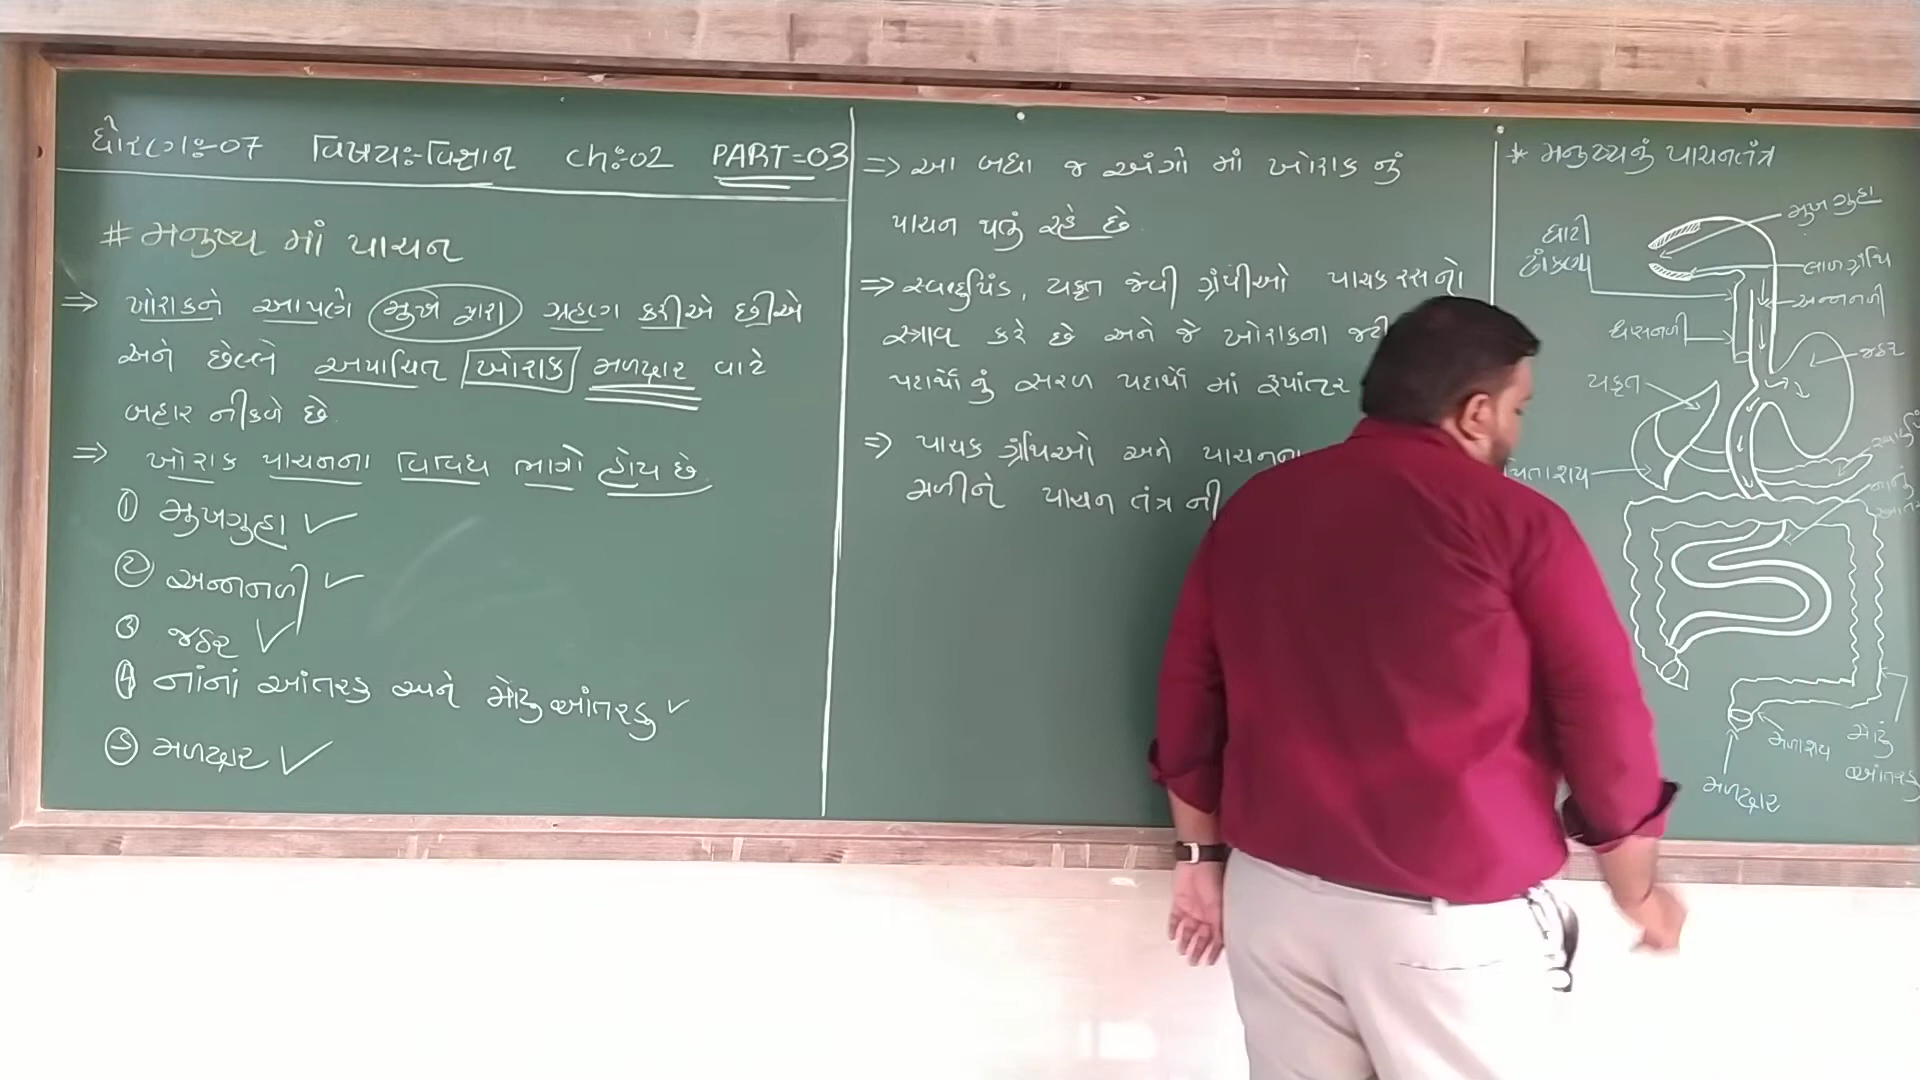 ધોરણઃ-07 વિષયઃ-વિજ્ઞાન ch:-02 PART=03
# મનુષ્ય માં પાચન
⇒ ખોરાકને આપણે મુખ દ્વારા ગ્રહણ કરીએ છીએ
અને છેલ્લે અપાચિત ખોરાક મળદ્વાર વાટે
બહાર નીકળે છે.
⇒ ખોરાક પાચનના વિવિધ ભાગો હોય છે.
① મુખગુહા ✓
② અન્નનળી ✓
③ જઠર ✓
④ નાંનાં આંતરડુ અને મોટુ આંતરડુ ✓
⑤ મળદ્વાર ✓
⇒ આ બધા જ અંગો માં ખોરાક નું
પાચન થતું રહે છે.
⇒ સ્વાદુપિંડ, યકૃત જેવી ગ્રંથીઓ પાચક રસનો
સ્ત્રાવ કરે છે અને જે ખોરાકના
પદાર્થો નું સરળ પદાર્થો માં રૂપાંતર
⇒ પાચક ગ્રંથિઓ અને પાચનના
મળીને પાચન તંત્ર ની
* મનુષ્યનું પાચનતંત્ર
મુખ ગુહા
ઘાટી
ઢાંકણ
લાળગ્રંથિ
અન્નનળી
શ્વાસનળી
જઠર
યકૃત
નાનું
મોટું
આંતરડુ
મળાશય
મળદ્વાર